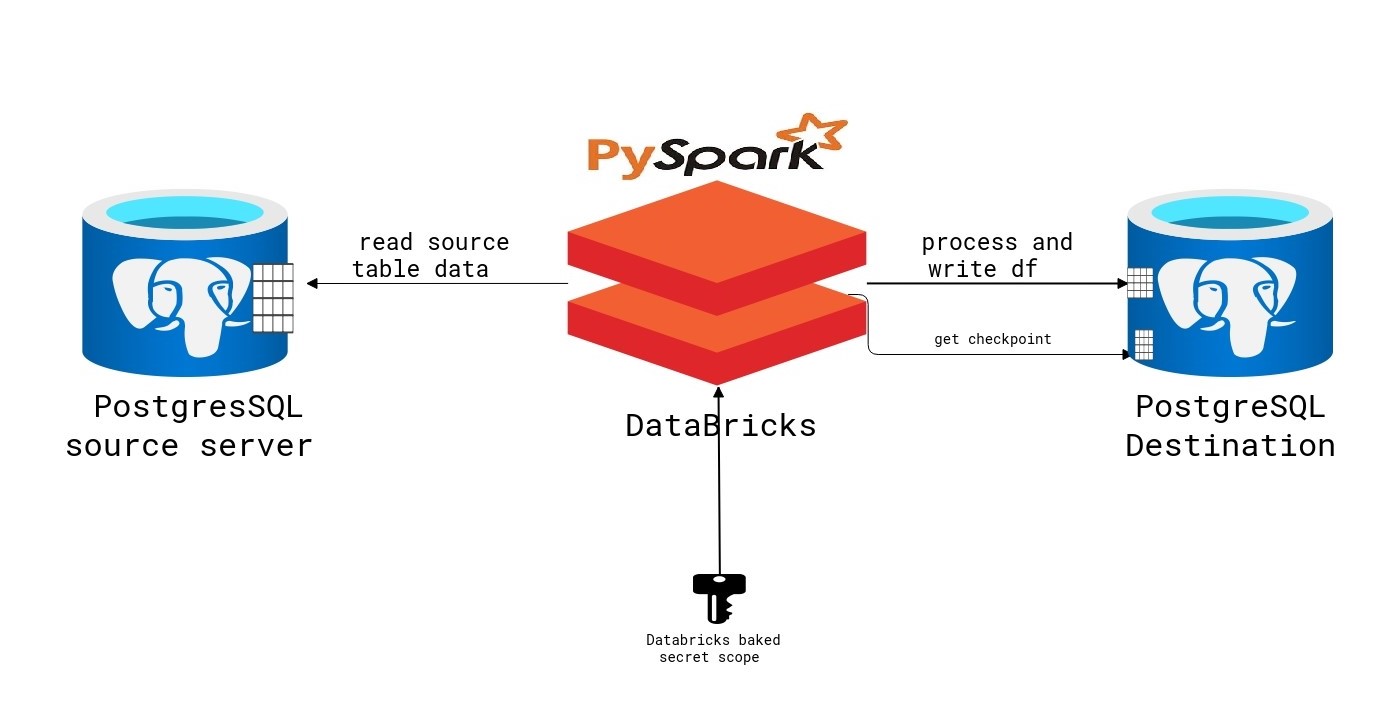 PySpark
read source
table data
process and
write df
get checkpoint
PostgresSQL
source server
DataBricks
PostgreSQL
Destination
Databricks baked
secret scope